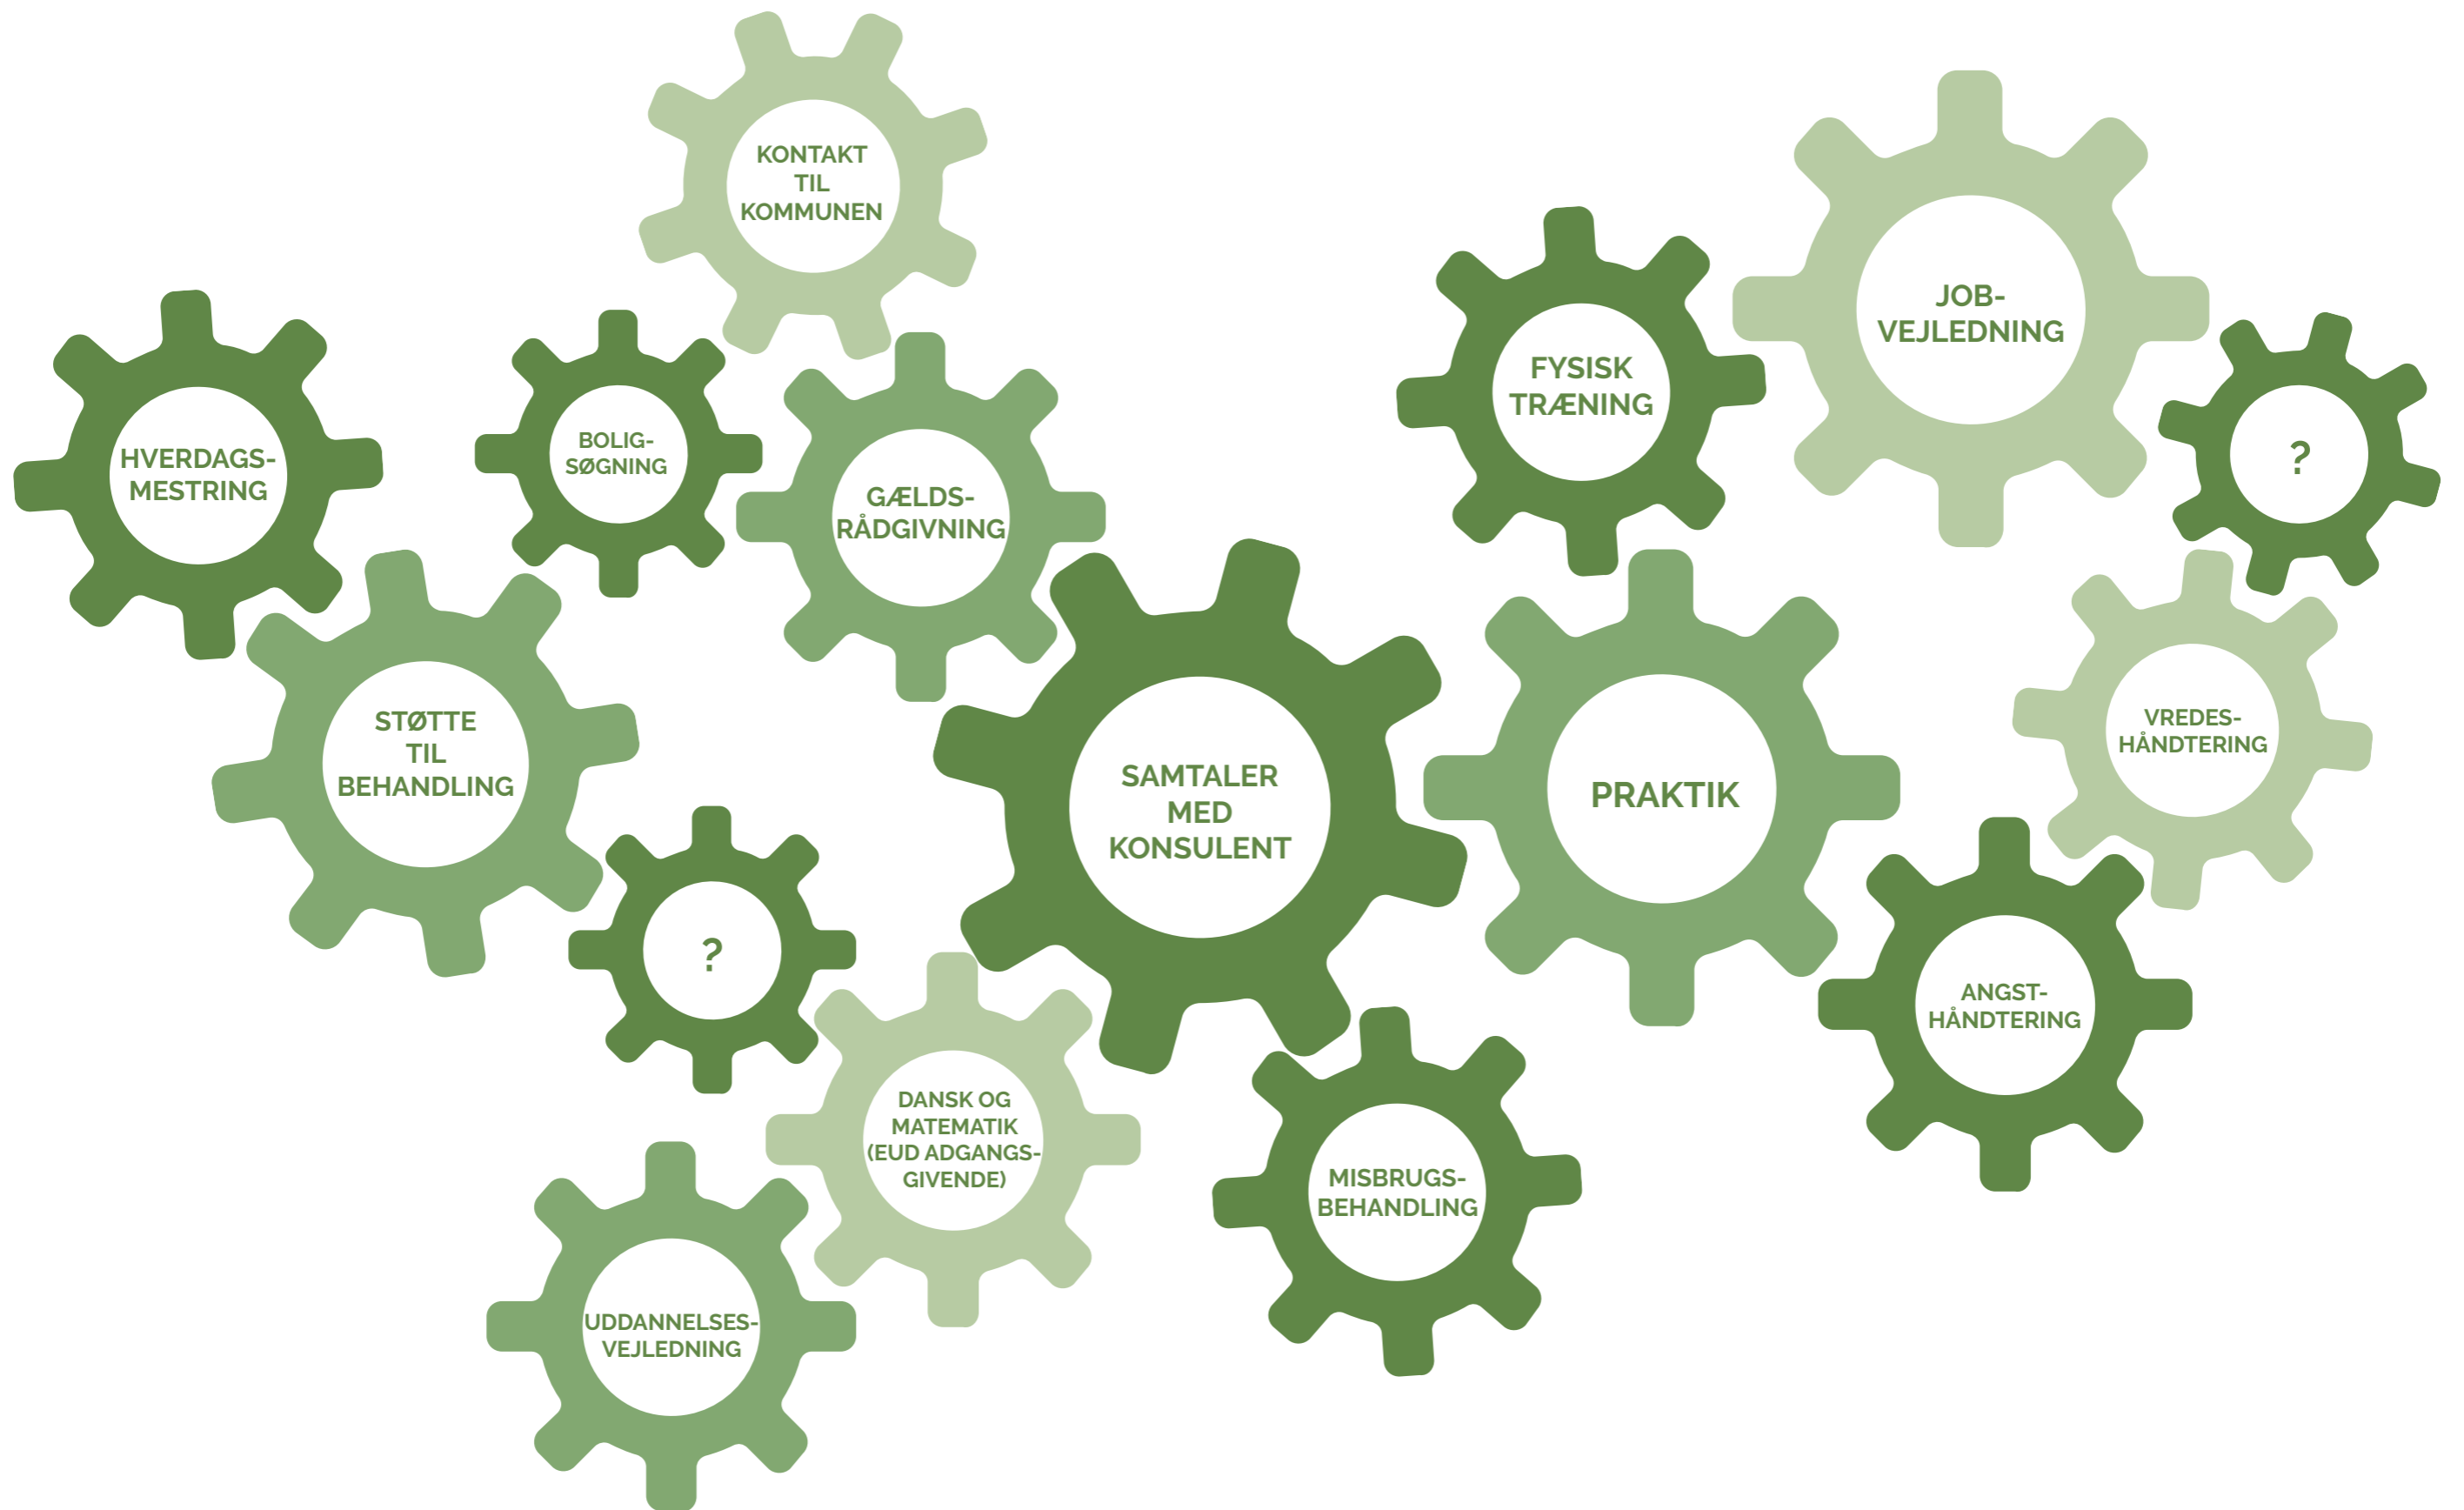 KONTAKT
TIL
KOMMUNEN
JOB-
VEJLEDNING
FYSISK
TRÆNING
HVERDAGS-
MESTRING
BOLIG-
SØGNING
?
GÆLDS-
RÅDGIVNING
STØTTE
TIL
BEHANDLING
VREDES-
HÅNDTERING
SAMTALER
MED
KONSULENT
PRAKTIK
?
ANGST-
HÅNDTERING
DANSK OG
MATEMATIK
(EUD ADGANGS-
GIVENDE)
MISBRUGS-
BEHANDLING
UDDANNELSES-
VEJLEDNING